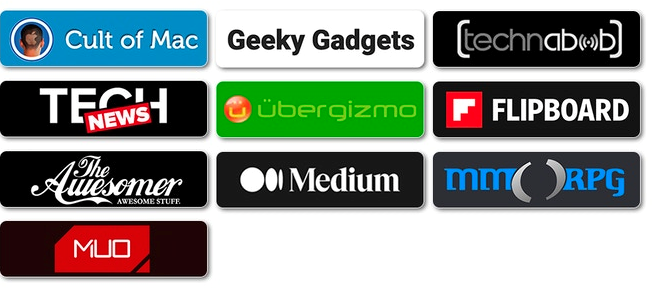 Cult of Mac
Geeky Gadgets
[technabob]
TECH
NEWS
übergizmo
FLIPBOARD
The
Awesomer
AWESOME STUFF.
Medium
mmoRPG
MUO